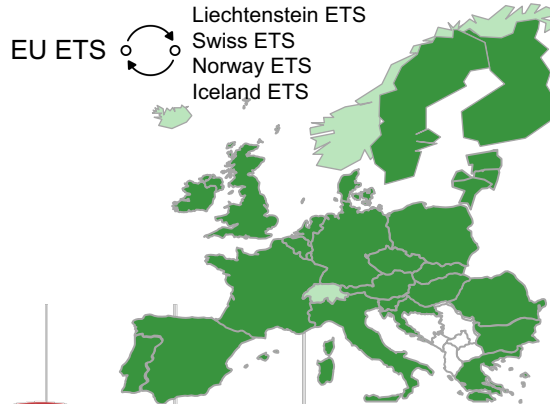 EU ETS
Liechtenstein ETS
Swiss ETS
Norway ETS
Iceland ETS